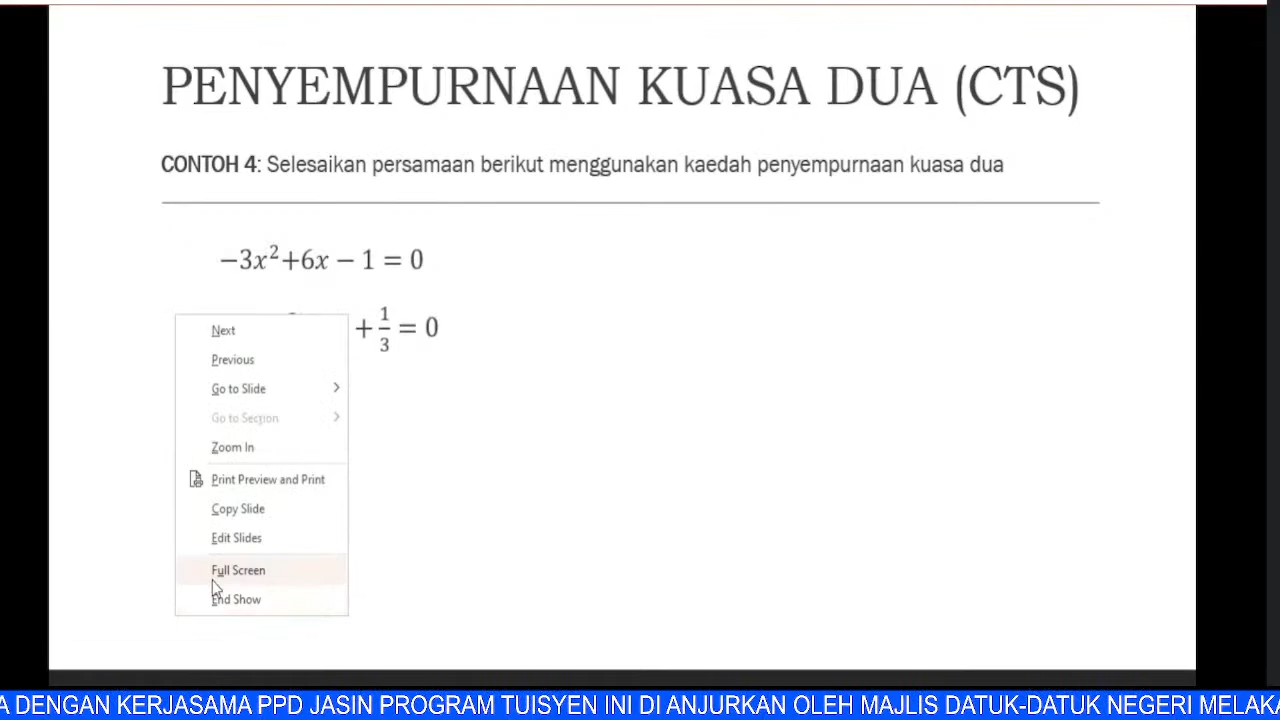 PENYEMPURNAAN KUASA DUA (CTS)
CONTOH 4: Selesaikan persamaan berikut menggunakan kaedah penyempurnaan kuasa dua
−3x²+6x − 1 = 0
+ 1/3 = 0
Next
Previous
Go to Slide
Go to Section
Zoom In
Print Preview and Print
Copy Slide
Edit Slides
Full Screen
End Show
A DENGAN KERJASAMA PPD JASIN PROGRAM TUISYEN INI DI ANJURKAN OLEH MAJLIS DATUK-DATUK NEGERI MELAKA